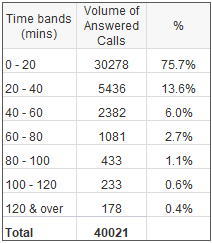 Time bands (mins) Volume of Answered Calls %
0 - 20 30278 75.7%
20 - 40 5436 13.6%
40 - 60 2382 6.0%
60 - 80 1081 2.7%
80 - 100 433 1.1%
100 - 120 233 0.6%
120 & over 178 0.4%
Total 40021